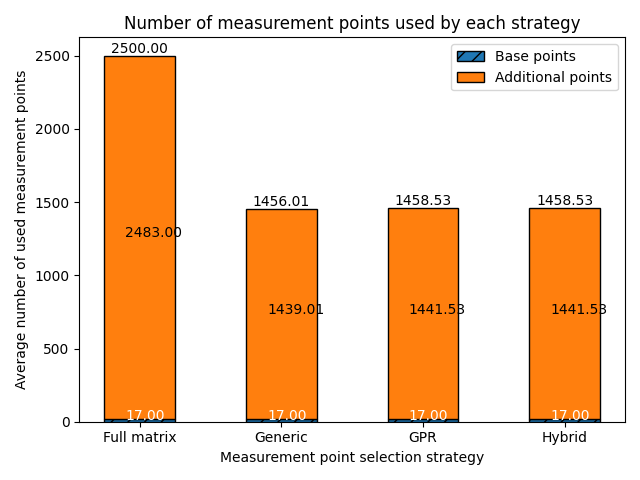 Number of measurement points used by each strategy
Average number of used measurement points
2500
2000
1500
1000
500
0
Base points
Additional points
2500.00
1456.01
1458.53
1458.53
2483.00
1439.01
1441.53
1441.53
17.00
17.00
17.00
17.00
Full matrix
Generic
GPR
Hybrid
Measurement point selection strategy